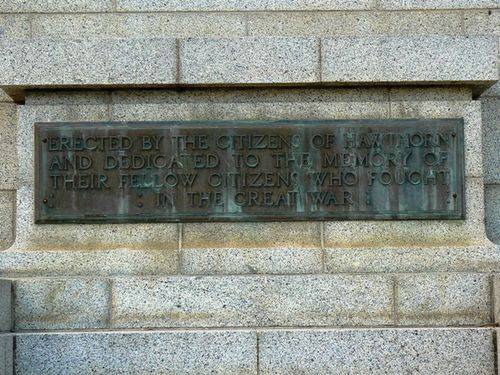 ERECTED BY THE CITIZENS OF HAWTHORN
AND DEDICATED TO THE MEMORY OF
THEIR FELLOW CITIZENS WHO FOUGHT
: IN THE GREAT WAR :